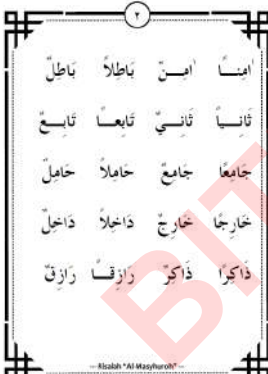 ٢
اٰمِنًا اٰمِنٌ بَاطِلًا بَاطِلٌ
ثَانِيًا ثَانِيٌ تَابِعًا تَابِعٌ
جَامِعًا جَامِعٌ حَامِلًا حَامِلٌ
خَارِجًا خَارِجٌ دَاخِلًا دَاخِلٌ
ذَاكِرًا ذَاكِرٌ رَازِقًا رَازِقٌ
Risalah "Al-Masyhuroh"
BIT